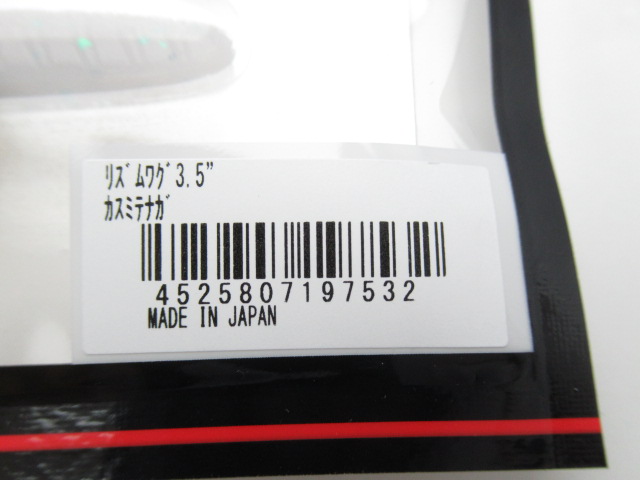 ﾘｽﾞﾑﾜｸﾞ3.5”
ｶｽﾐﾃﾅｶﾞ
4525807197532
MADE IN JAPAN